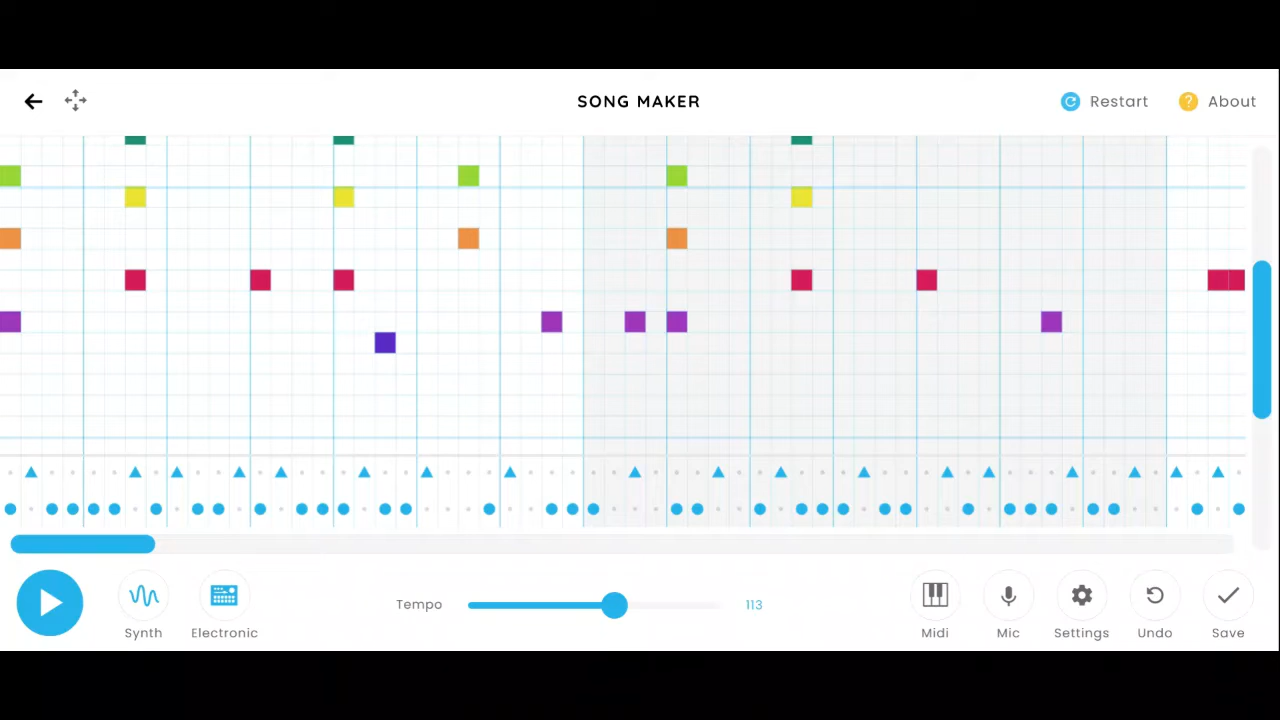 SONG MAKER
Restart
? About
Tempo
113
Synth
Electronic
Midi
Mic
Settings
Undo
Save